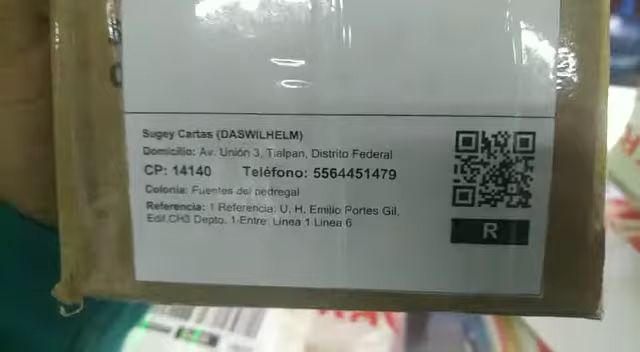 Sugey Cartas (DASWILHELM)
Domicilio: Av. Unión 3, Tlalpan, Distrito Federal
CP: 14140 Teléfono: 5564451479
Colonia: Fuentes del pedregal
Referencia: 1 Referencia: U. H. Emilio Portes Gil,
Edif.CH3 Depto. 1 Entre: Linea 1 Linea 6
R